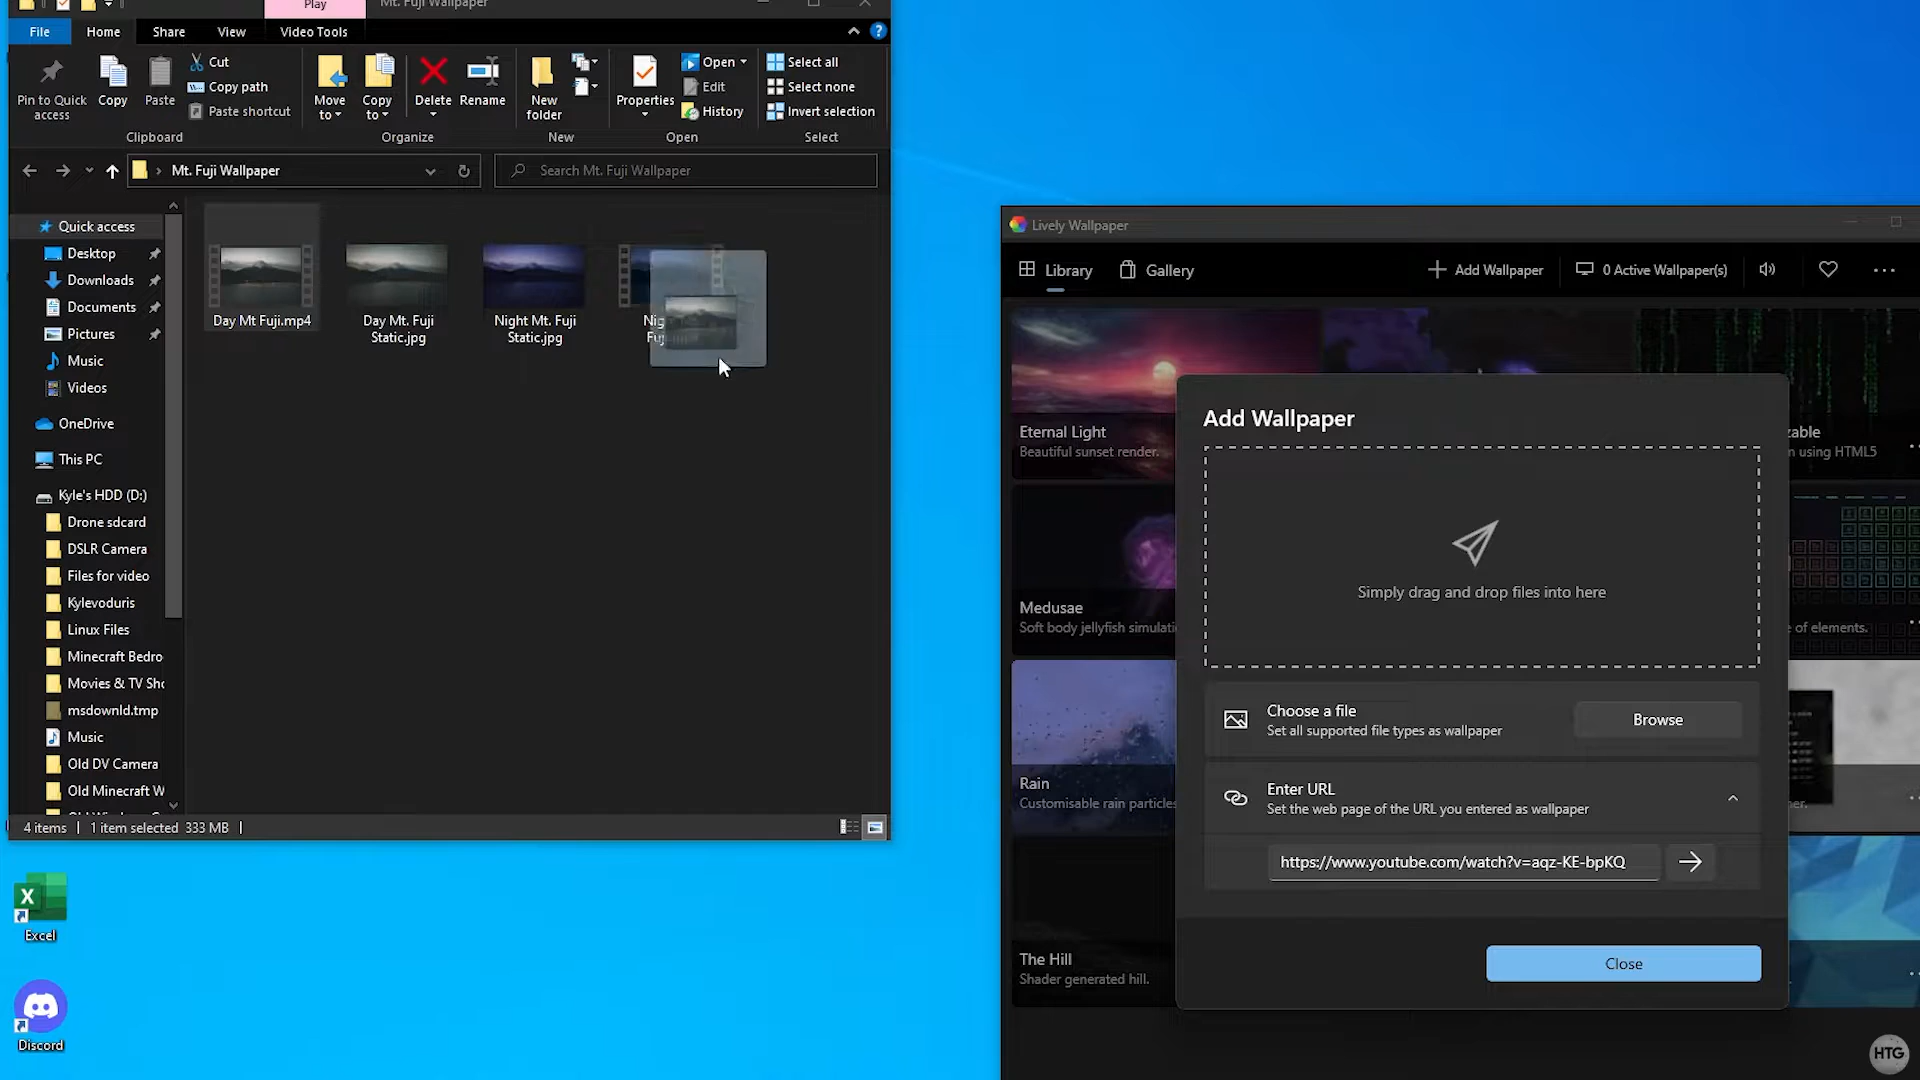 Play
Mt. Fuji Wallpaper
File
Home
Share
View
Video Tools
Pin to Quick
access
Copy
Paste
Cut
Copy path
Paste shortcut
Move
to
Copy
to
Delete
Rename
New
folder
Properties
Open
Edit
History
Select all
Select none
Invert selection
Clipboard
Organize
New
Open
Select
Mt. Fuji Wallpaper
Search Mt. Fuji Wallpaper
Quick access
Desktop
Downloads
Documents
Pictures
Music
Videos
OneDrive
This PC
Kyle's HDD (D:)
Drone sdcard
DSLR Camera
Files for video
Kylevoduris
Linux Files
Minecraft Bedro
Movies & TV Sho
msdownld.tmp
Music
Old DV Camera
Old Minecraft W
Day Mt Fuji.mp4
Day Mt. Fuji
Static.jpg
Night Mt. Fuji
Static.jpg
4 items
1 item selected 333 MB
Excel
Discord
Lively Wallpaper
Library
Gallery
Add Wallpaper
0 Active Wallpaper(s)
Eternal Light
Beautiful sunset render.
zable
n using HTML5
Medusae
Soft body jellyfish simulati
e of elements.
Rain
Customisable rain particles
The Hill
Shader generated hill.
Add Wallpaper
Simply drag and drop files into here
Choose a file
Set all supported file types as wallpaper
Browse
Enter URL
Set the web page of the URL you entered as wallpaper
https://www.youtube.com/watch?v=aqz-KE-bpKQ
Close
HTG